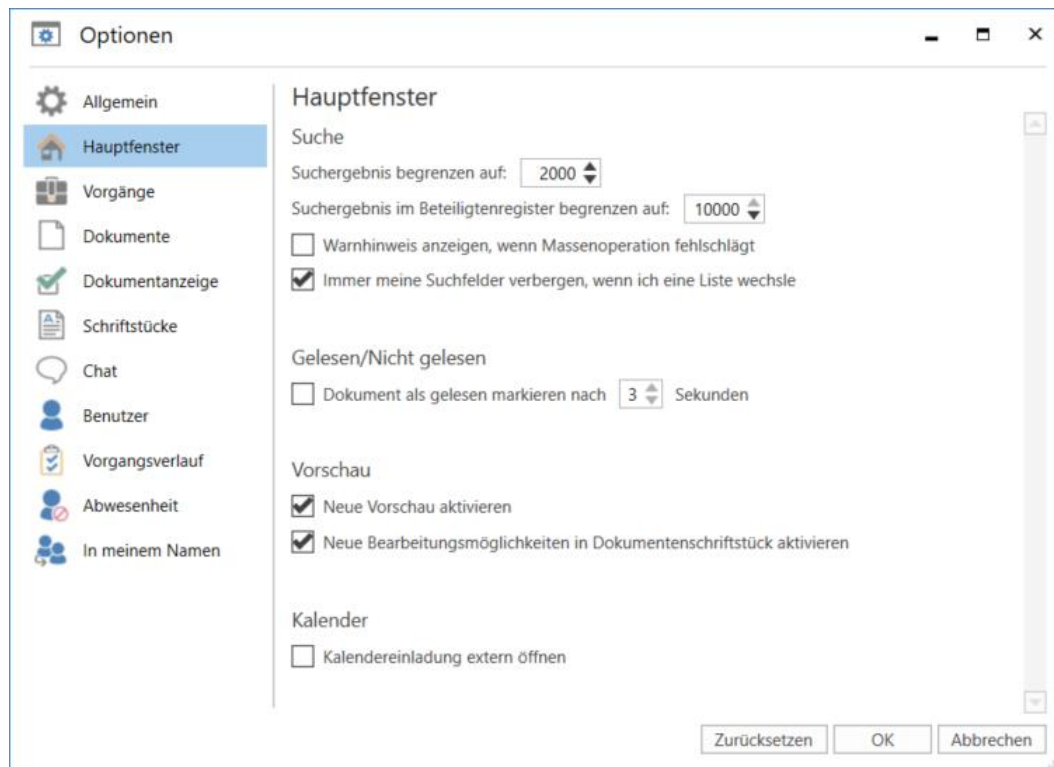 Optionen
Allgemein
Hauptfenster
Vorgänge
Dokumente
Dokumentanzeige
Schriftstücke
Chat
Benutzer
Vorgangsverlauf
Abwesenheit
In meinem Namen
Hauptfenster
Suche
Suchergebnis begrenzen auf: 2000
Suchergebnis im Beteiligtenregister begrenzen auf: 10000
Warnhinweis anzeigen, wenn Massenoperation fehlschlägt
Immer meine Suchfelder verbergen, wenn ich eine Liste wechsle
Gelesen/Nicht gelesen
Dokument als gelesen markieren nach 3 Sekunden
Vorschau
Neue Vorschau aktivieren
Neue Bearbeitungsmöglichkeiten in Dokumentenschriftstück aktivieren
Kalender
Kalendereinladung extern öffnen
Zurücksetzen OK Abbrechen